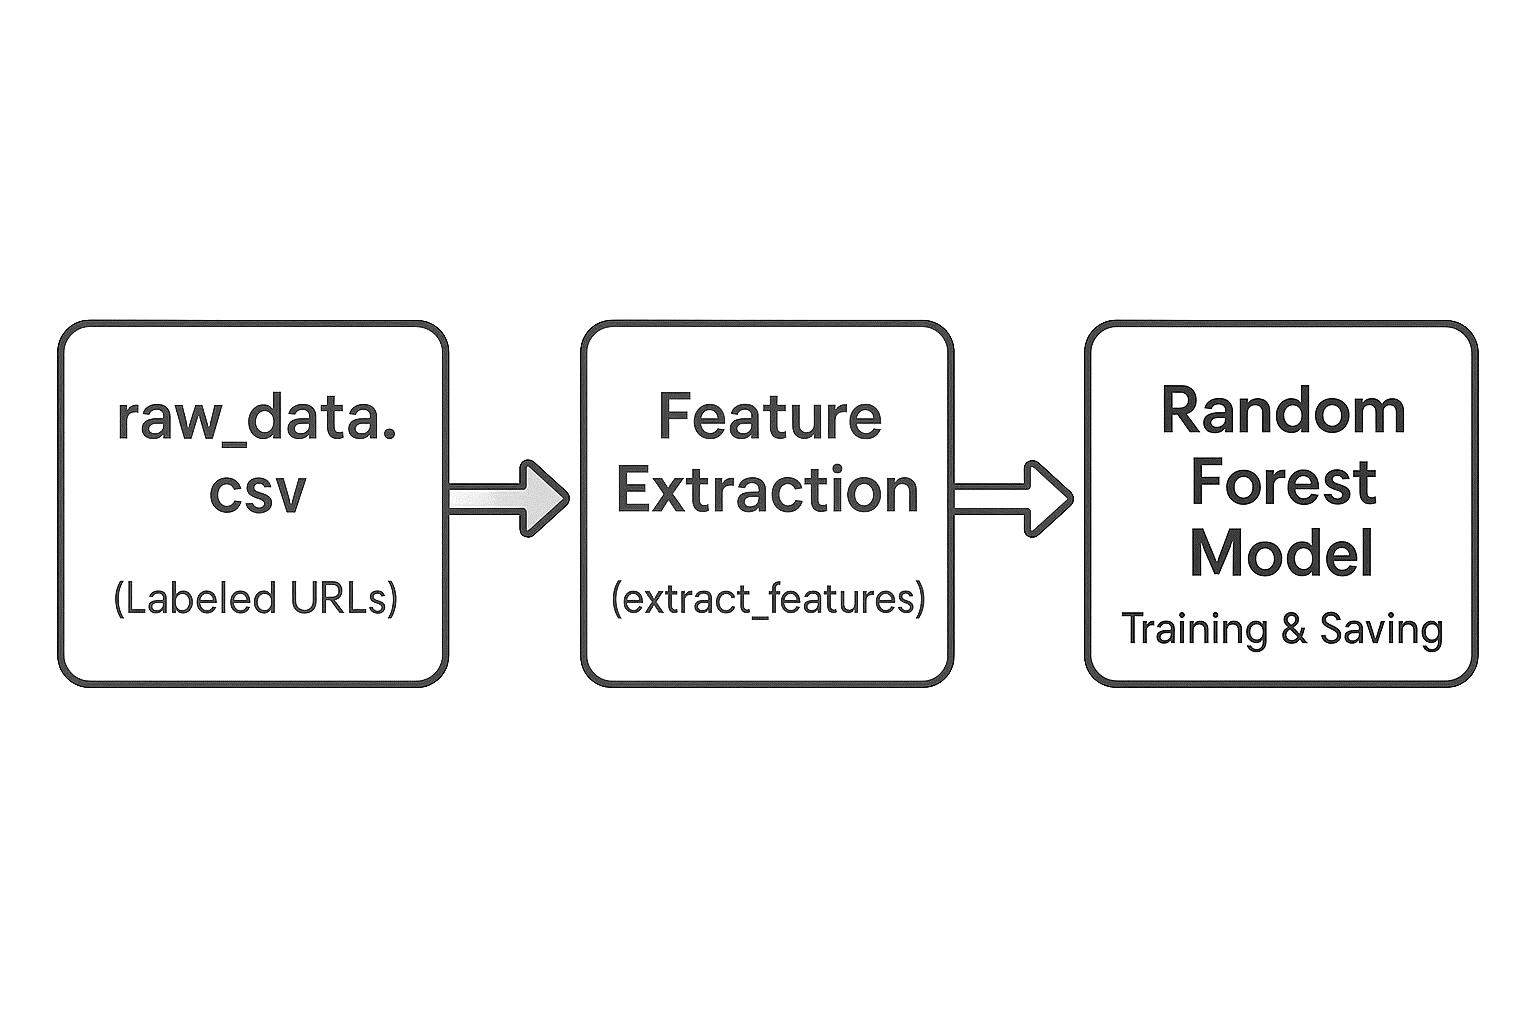 raw_data.
csv
(Labeled URLs)
Feature
Extraction
(extract_features)
Random
Forest
Model
Training & Saving